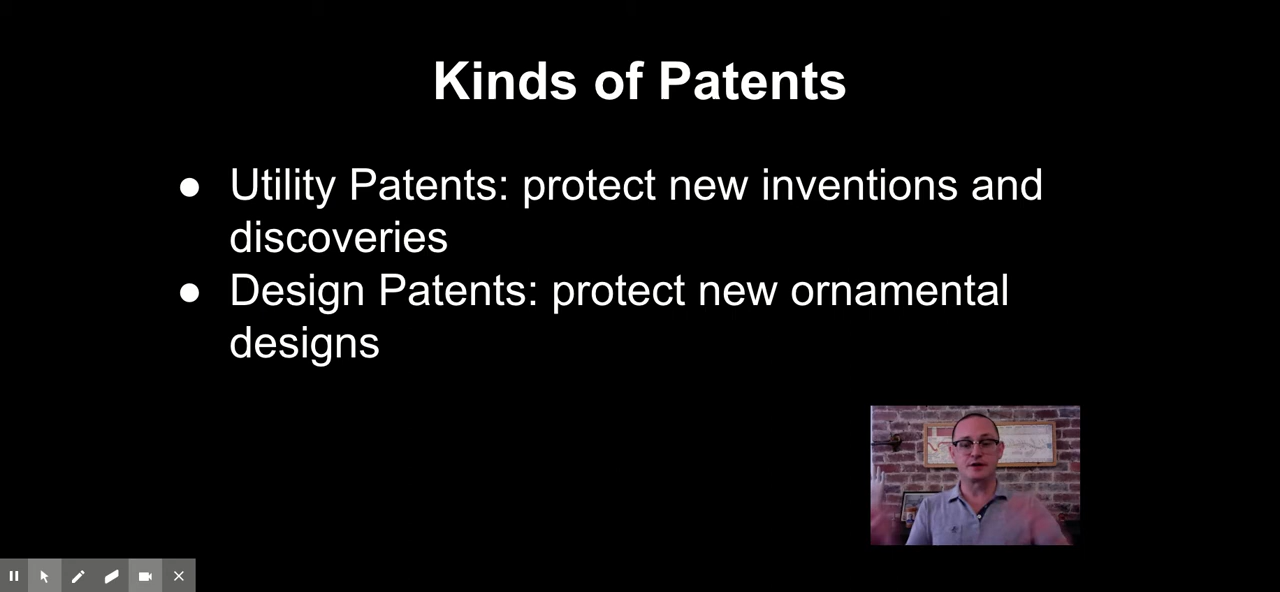 Kinds of Patents
● Utility Patents: protect new inventions and
discoveries
● Design Patents: protect new ornamental
designs